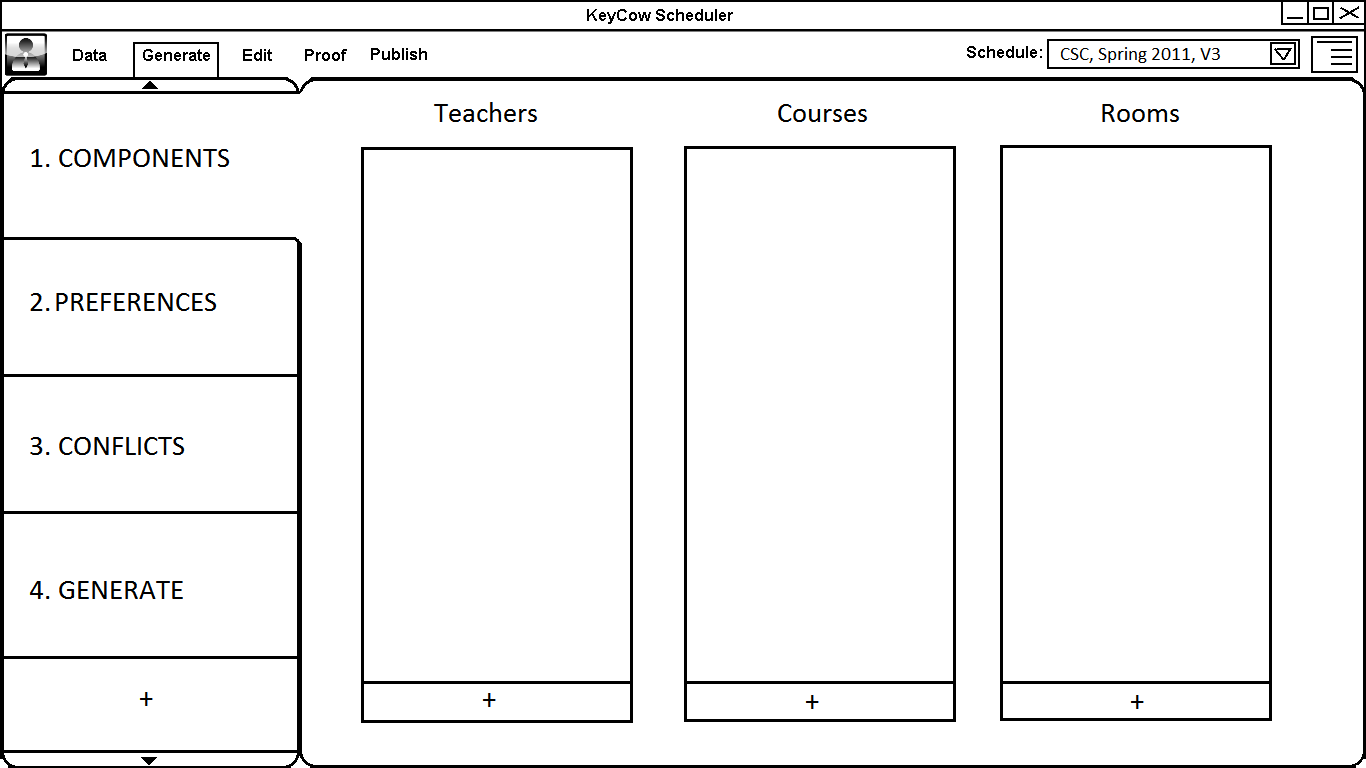 KeyCow Scheduler
Data Generate Edit Proof Publish Schedule: CSC, Spring 2011, V3
Teachers Courses Rooms
1. COMPONENTS
2. PREFERENCES
3. CONFLICTS
4. GENERATE
+ + + +